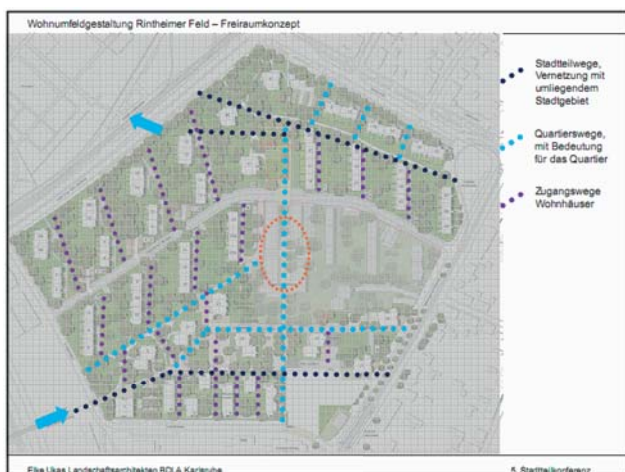 Wohnumfeldgestaltung Rintheimer Feld – Freiraumkonzept
Stadtteilwege,
Vernetzung mit
umliegendem
Stadtgebiet
Quartierswege,
mit Bedeutung
für das Quartier
Zugangswege
Wohnhäuser
Elke Ukas Landschaftsarchitekten BDLA Karlsruhe
5. Stadtteilkonferenz